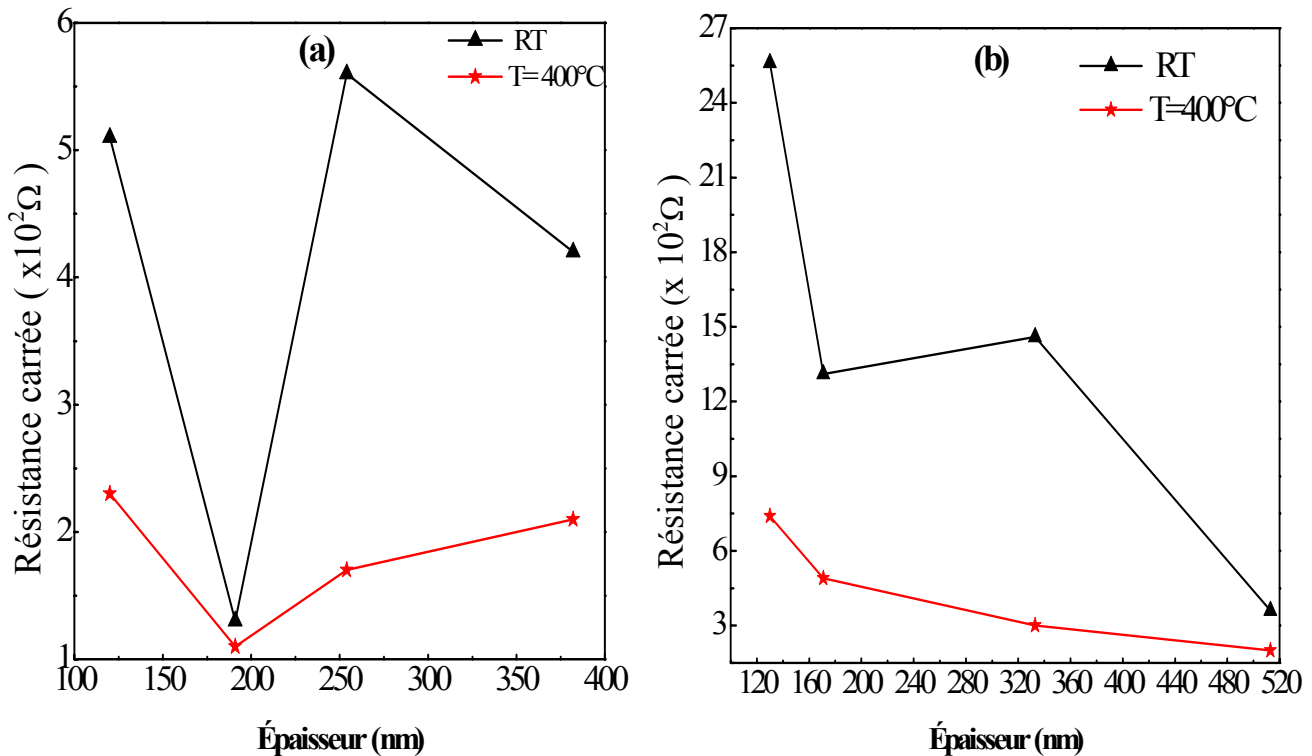 (a)
RT
T=400°C
Résistance carrée ( x10²Ω )
6
5
4
3
2
1
100 150 200 250 300 350 400
Épaisseur (nm)
(b)
RT
T=400°C
Résistance carrée (x 10²Ω )
27
24
21
18
15
12
9
6
3
120 160 200 240 280 320 360 400 440 480 520
Épaisseur (nm)